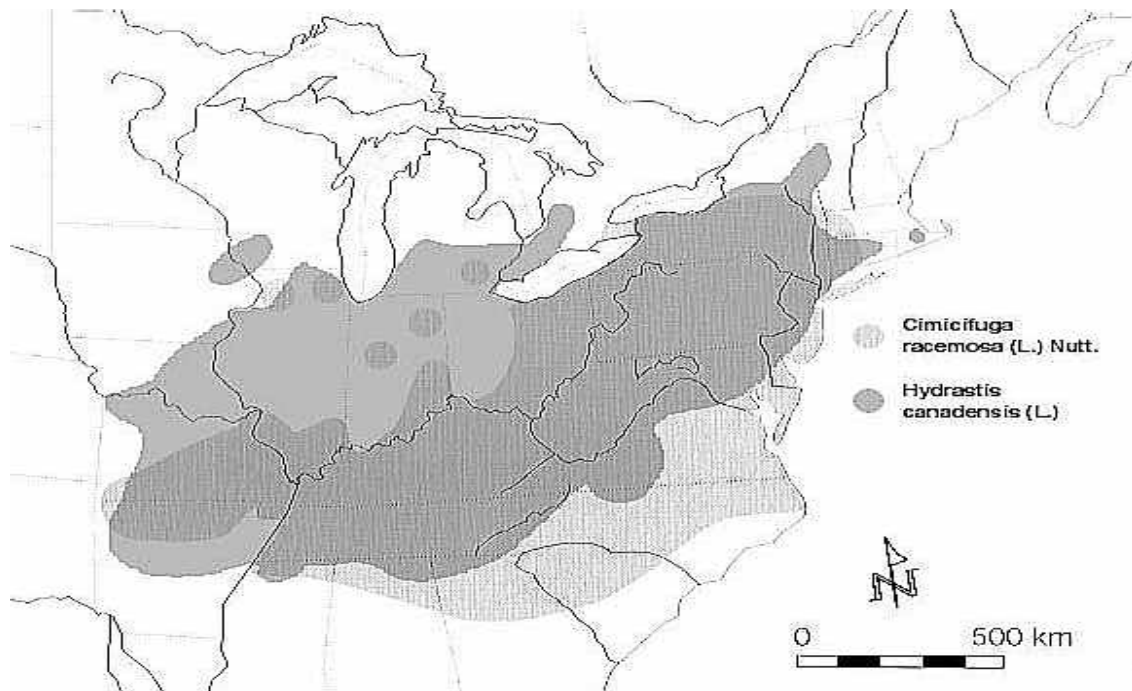 Cimicifuga
racemosa (L.) Nutt.
Hydrastis
canadensis (L.)
N
0 500 km